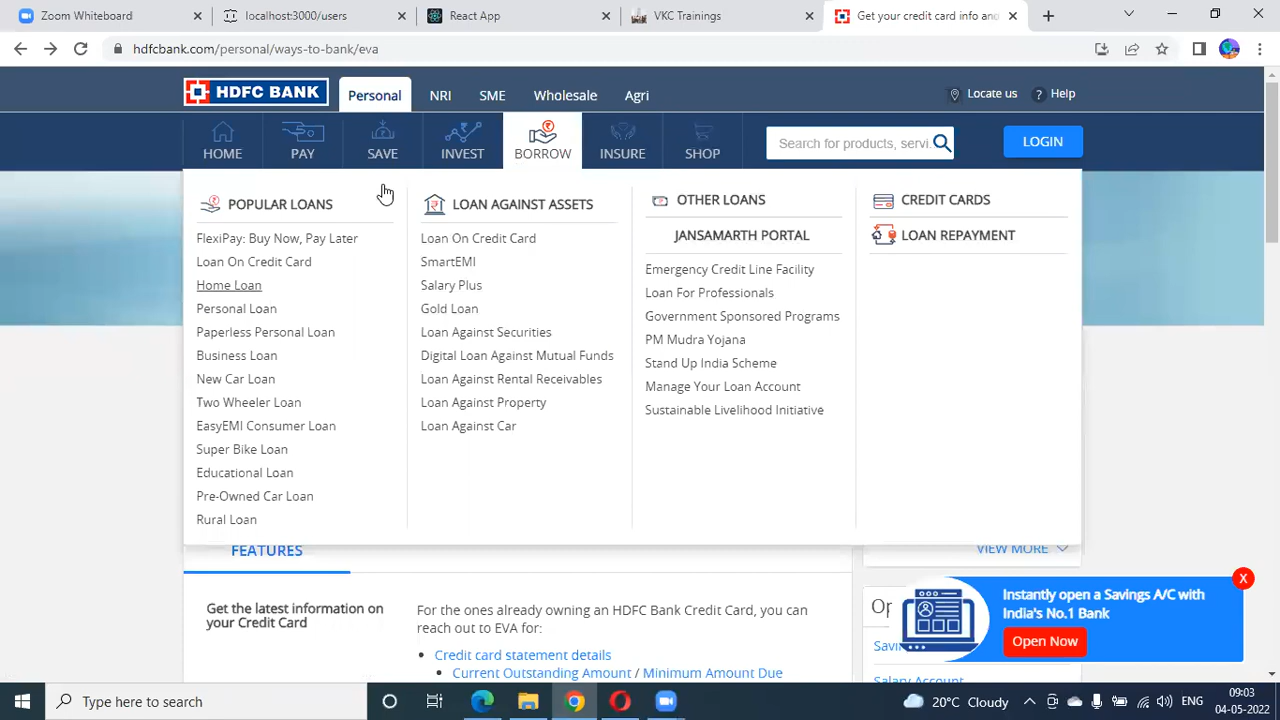 Zoom Whiteboard
localhost:3000/users
React App
VKC Trainings
Get your credit card info and
hdfcbank.com/personal/ways-to-bank/eva
HDFC BANK
Personal
NRI
SME
Wholesale
Agri
Locate us
? Help
HOME
PAY
SAVE
INVEST
BORROW
INSURE
SHOP
Search for products, servi.
LOGIN
POPULAR LOANS
FlexiPay: Buy Now, Pay Later
Loan On Credit Card
Home Loan
Personal Loan
Paperless Personal Loan
Business Loan
New Car Loan
Two Wheeler Loan
EasyEMI Consumer Loan
Super Bike Loan
Educational Loan
Pre-Owned Car Loan
Rural Loan
LOAN AGAINST ASSETS
Loan On Credit Card
SmartEMI
Salary Plus
Gold Loan
Loan Against Securities
Digital Loan Against Mutual Funds
Loan Against Rental Receivables
Loan Against Property
Loan Against Car
OTHER LOANS
JANSAMARTH PORTAL
Emergency Credit Line Facility
Loan For Professionals
Government Sponsored Programs
PM Mudra Yojana
Stand Up India Scheme
Manage Your Loan Account
Sustainable Livelihood Initiative
CREDIT CARDS
LOAN REPAYMENT
FEATURES
VIEW MORE
Get the latest information on
your Credit Card
For the ones already owning an HDFC Bank Credit Card, you can
reach out to EVA for:
• Credit card statement details
Current Outstanding Amount / Minimum Amount Due
Op
Savi
Salary Account
X
Instantly open a Savings A/C with
India's No.1 Bank
Open Now
Type here to search
20°C Cloudy
ENG
09:03
04-05-2022